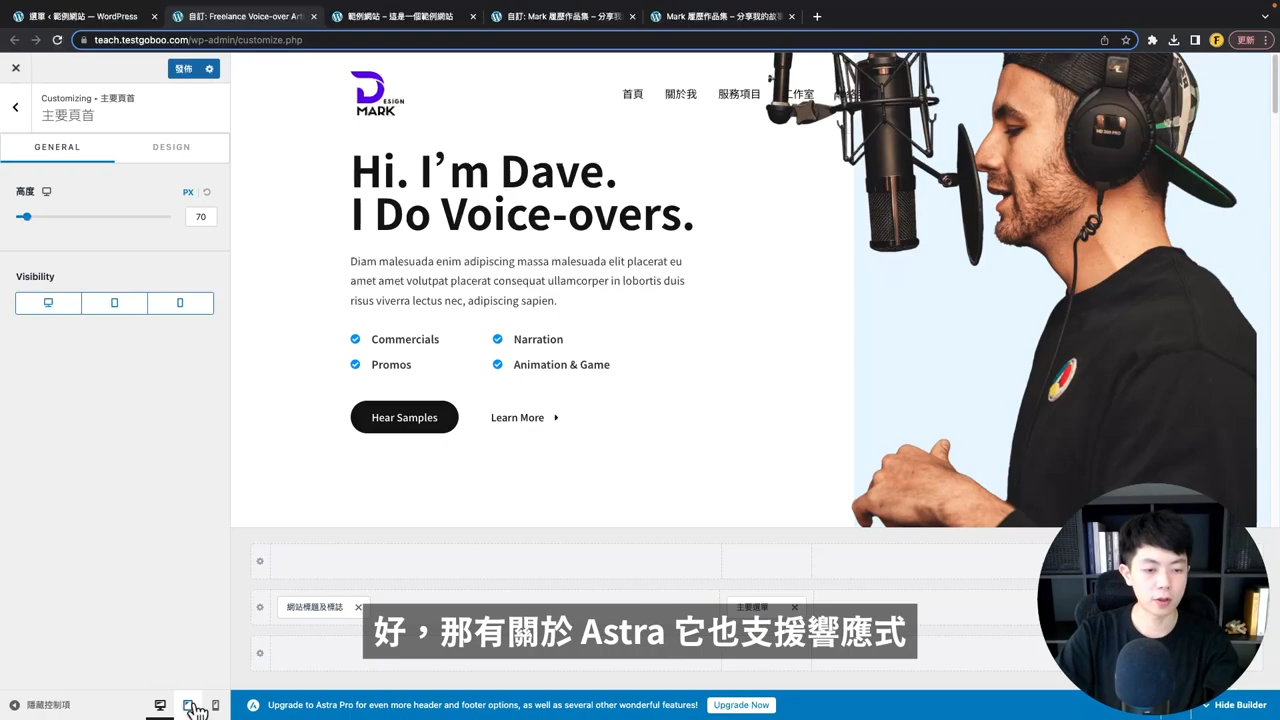 選單 ‹ 範例網站 — WordPress
自訂: Freelance Voice-over Arti
範例網站 – 這是一個範例網站
自訂: Mark 履歷作品集 – 分享我
Mark 履歷作品集 – 分享我的故事
teach.testgoboo.com/wp-admin/customize.php
更新
發佈
Customizing ▸ 主要頁首
主要頁首
GENERAL
DESIGN
高度
PX
70
Visibility
ESIGN
MARK
首頁
關於我
服務項目
工作室
Hi. I'm Dave.
I Do Voice-overs.
Diam malesuada enim adipiscing massa malesuada elit placerat eu
amet amet volutpat placerat consequat ullamcorper in lobortis duis
risus viverra lectus nec, adipiscing sapien.
Commercials
Narration
Promos
Animation & Game
Hear Samples
Learn More
網站標題及標誌
主要選單
好，那有關於 Astra 它也支援響應式
隱藏控制項
Upgrade to Astra Pro for even more header and footer options, as well as several other wonderful features!
Upgrade Now
Hide Builder